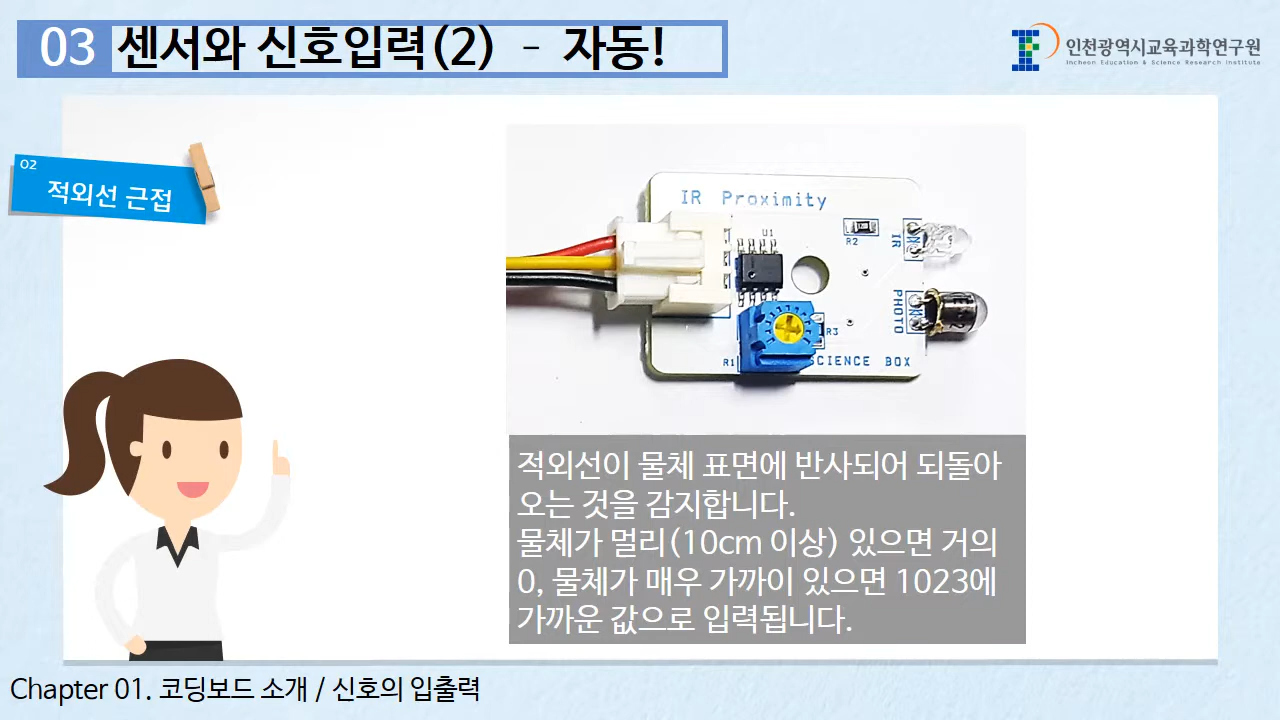 03 센서와 신호입력(2) - 자동!
인천광역시교육과학연구원
Incheon Education & Science Research Institute
02
적외선 근접
IR Proximity
U1
R2
IR
PHOTO
R3
R1
SCIENCE BOX
적외선이 물체 표면에 반사되어 되돌아
오는 것을 감지합니다.
물체가 멀리(10cm 이상) 있으면 거의
0, 물체가 매우 가까이 있으면 1023에
가까운 값으로 입력됩니다.
Chapter 01. 코딩보드 소개 / 신호의 입출력